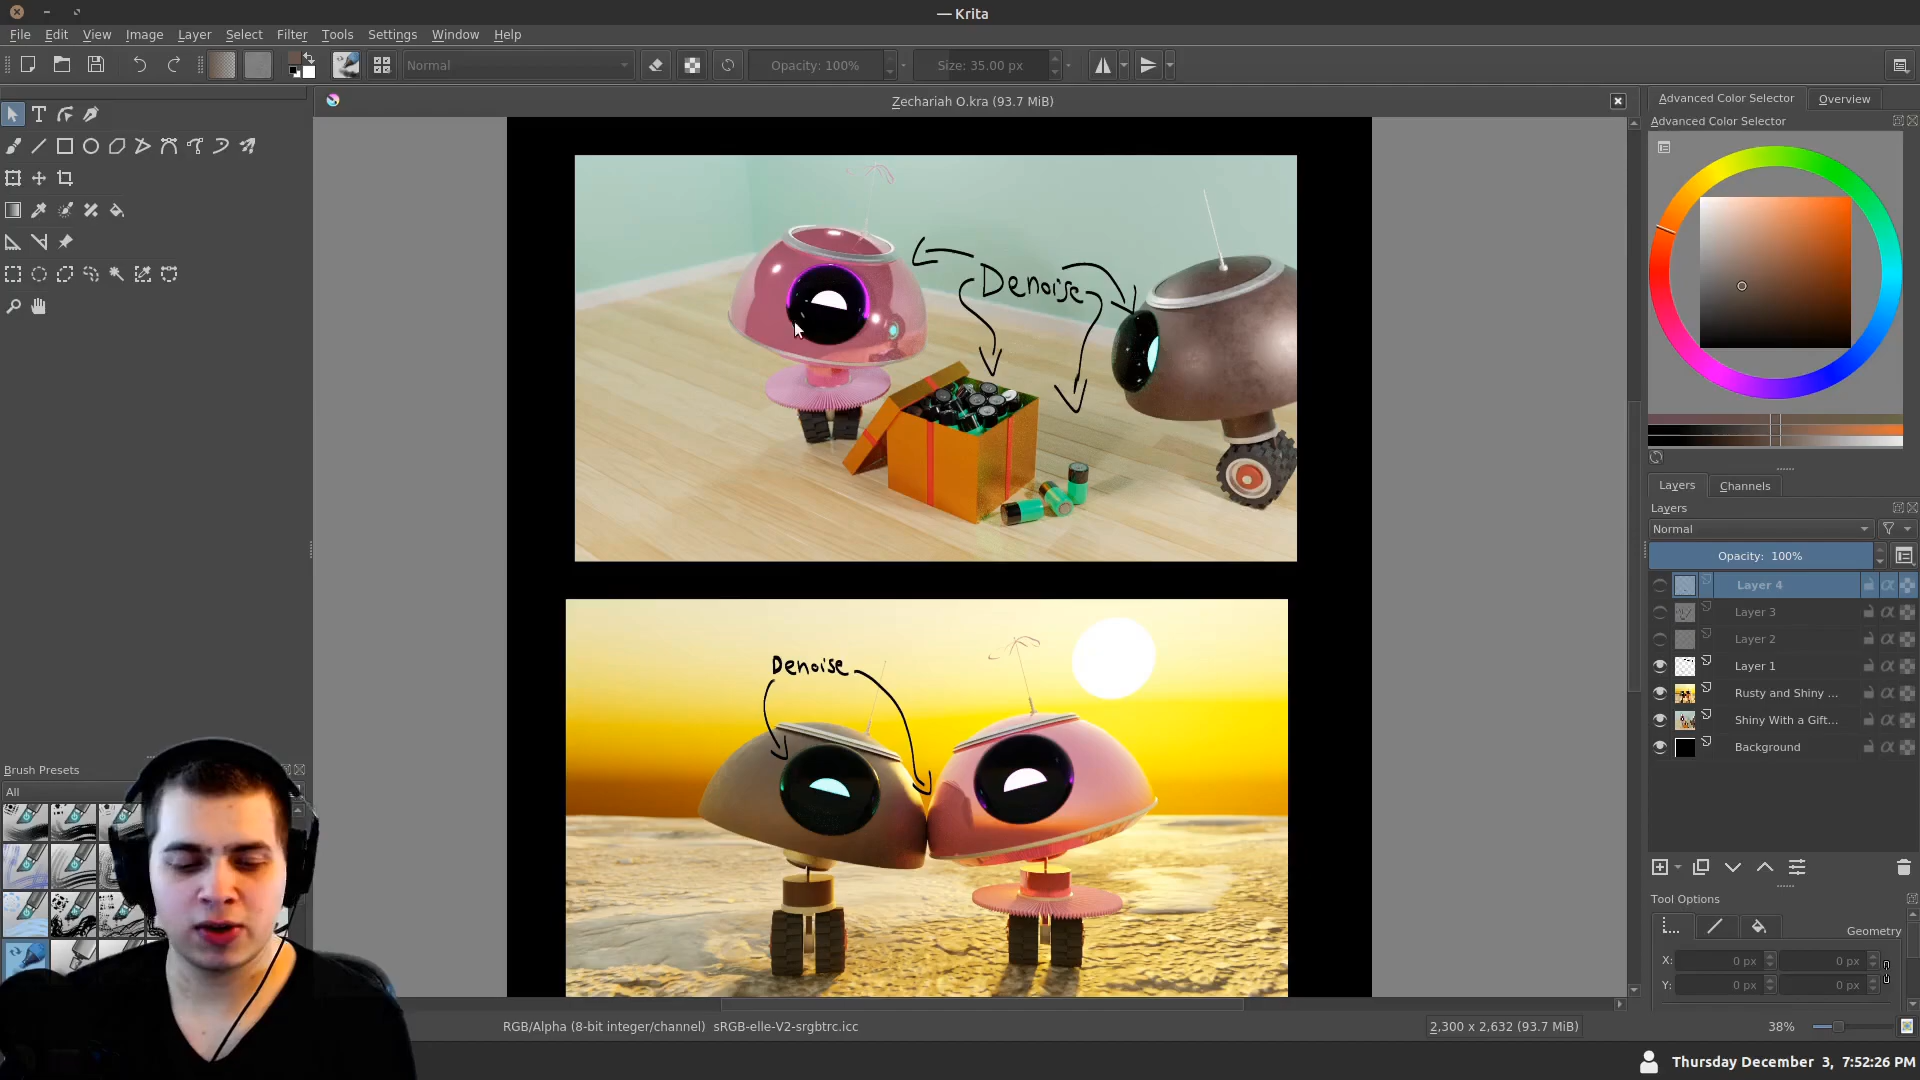 — Krita
File Edit View Image Layer Select Filter Tools Settings Window Help
Normal Opacity: 100% Size: 35.00 px
Zechariah O.kra (93.7 MiB)
Advanced Color Selector Overview
Advanced Color Selector
Denoise
Denoise
Layers Channels
Layers
Normal
Opacity: 100%
Layer 4
Layer 3
Layer 2
Layer 1
Rusty and Shiny ...
Shiny With a Gift...
Background
Brush Presets
All
Tool Options
Geometry
X: 0 px 0 px
Y: 0 px 0 px
RGB/Alpha (8-bit integer/channel) sRGB-elle-V2-srgbtrc.icc
2,300 x 2,632 (93.7 MiB)
38%
Thursday December 3, 7:52:26 PM